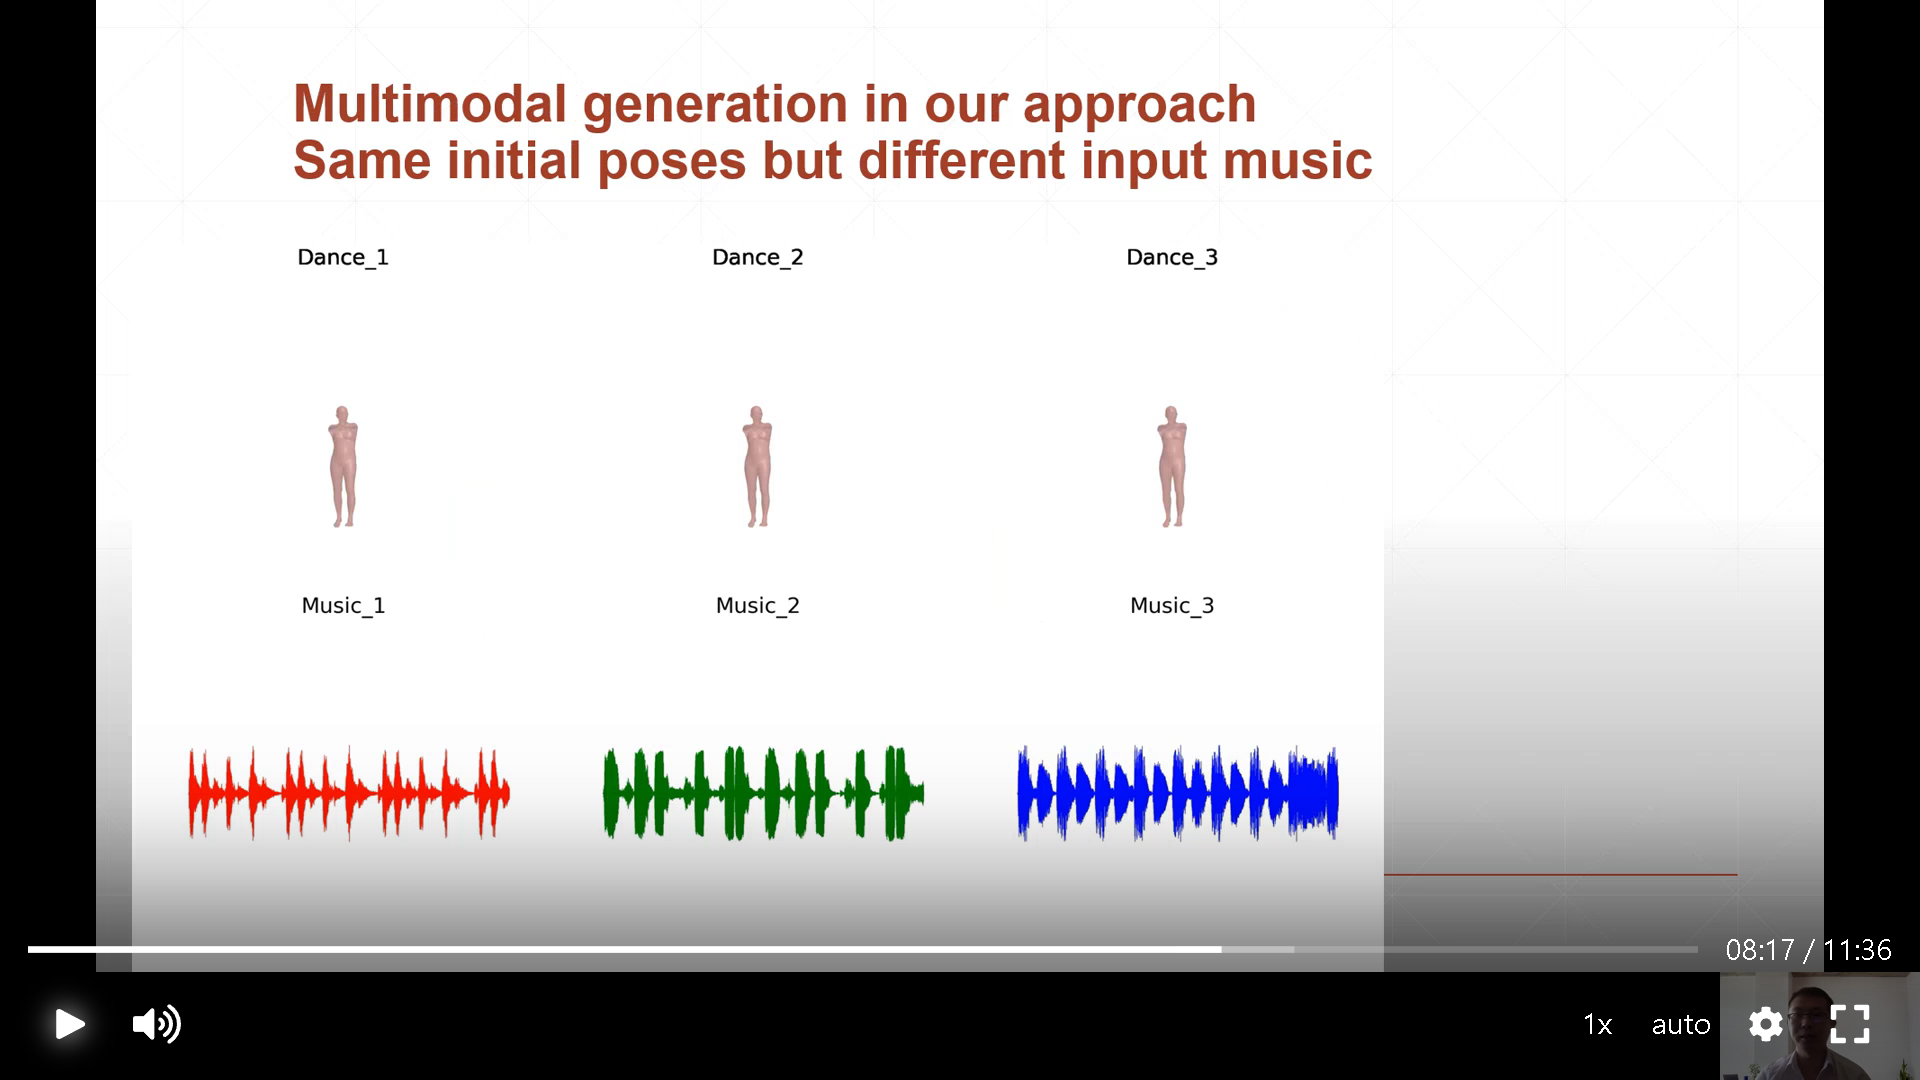 Multimodal generation in our approach
Same initial poses but different input music
Dance_1 Dance_2 Dance_3
Music_1 Music_2 Music_3
08:17 / 11:36
1x auto